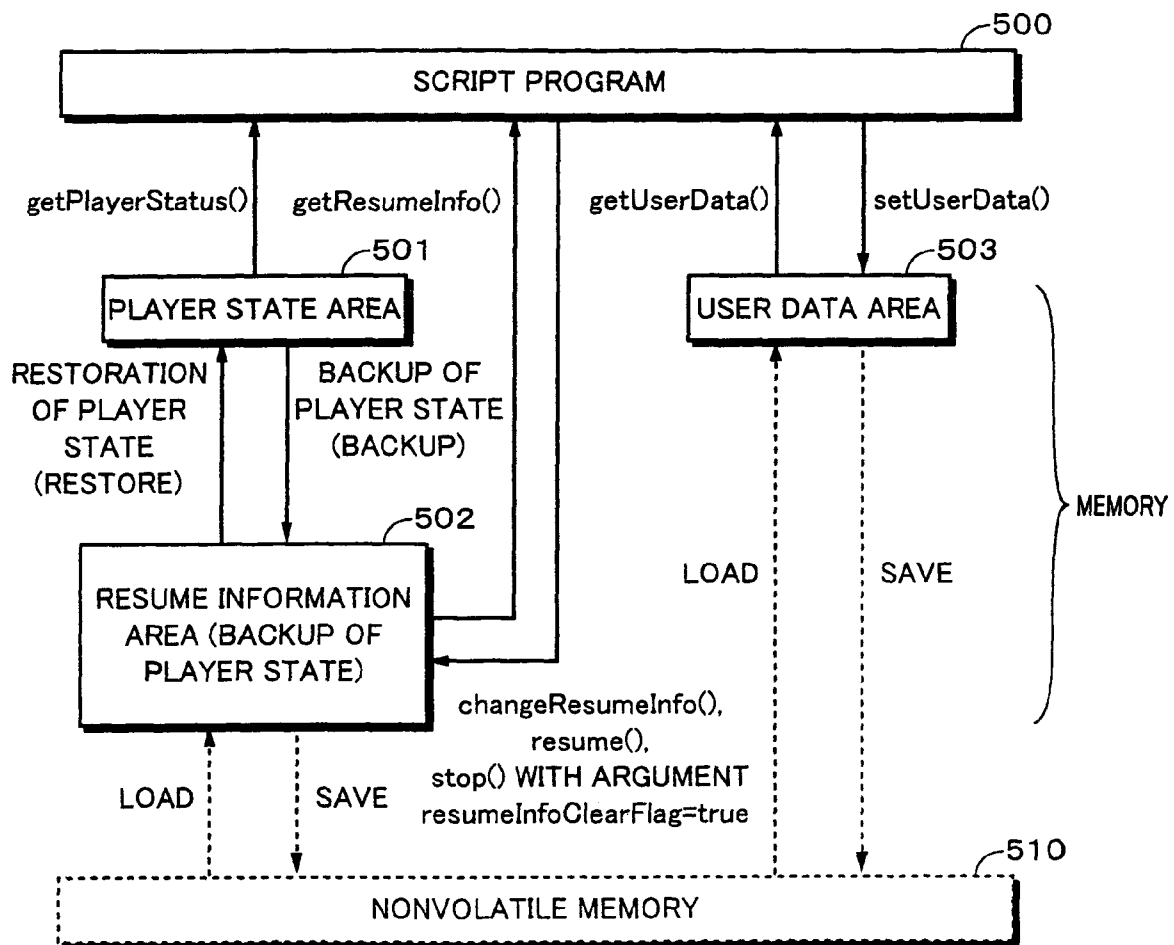 500
SCRIPT PROGRAM
getPlayerStatus()
getResumeInfo()
getUserData()
setUserData()
501
503
PLAYER STATE AREA
USER DATA AREA
RESTORATION
OF PLAYER
STATE
(RESTORE)
BACKUP OF
PLAYER STATE
(BACKUP)
502
MEMORY
RESUME INFORMATION
AREA (BACKUP OF
PLAYER STATE)
LOAD
SAVE
changeResumeInfo(),
resume(),
stop() WITH ARGUMENT
resumeInfoClearFlag=true
LOAD
SAVE
510
NONVOLATILE MEMORY